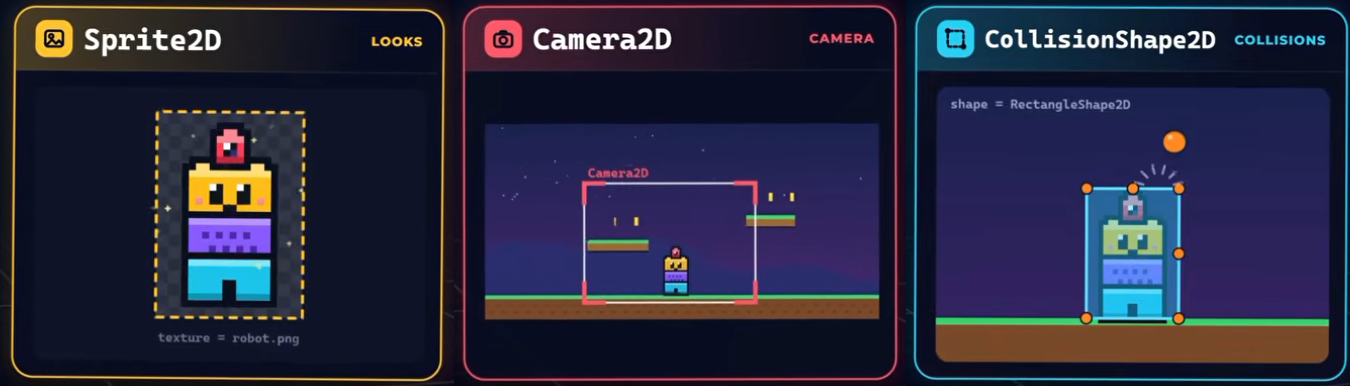 Sprite2D
LOOKS
texture = robot.png
Camera2D
CAMERA
Camera2D
CollisionShape2D
COLLISIONS
shape = RectangleShape2D